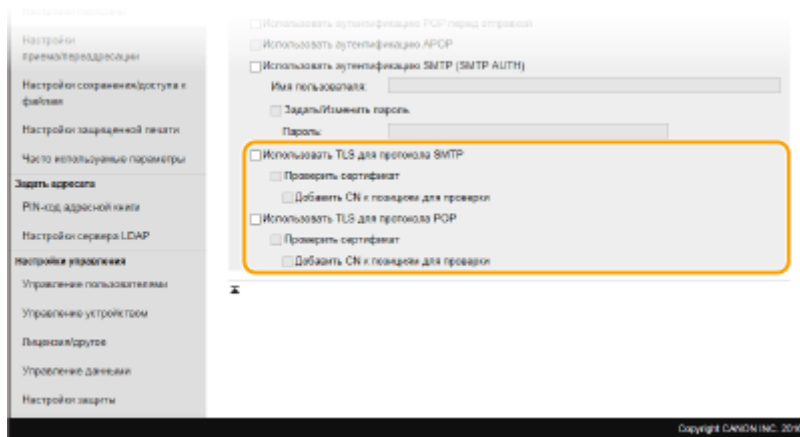 Использовать аутентификацию POP перед отправкой
Настройки
приема/переадресации
Использовать аутентификацию APOP
Использовать аутентификацию SMTP (SMTP AUTH)
Настройки сохранения/доступа к
файлам
Имя пользователя:
Задать/Изменить пароль
Настройки защищенной печати
Пароль:
Часто используемые параметры
Использовать TLS для протокола SMTP
Проверить сертификат
Задать адресата
Добавить CN к позициям для проверки
PIN-код адресной книги
Использовать TLS для протокола POP
Настройки сервера LDAP
Проверить сертификат
Настройки управления
Добавить CN к позициям для проверки
Управление пользователями
Управление устройством
Лицензия/другое
Управление данными
Настройки защиты
Copyright CANON INC. 2016